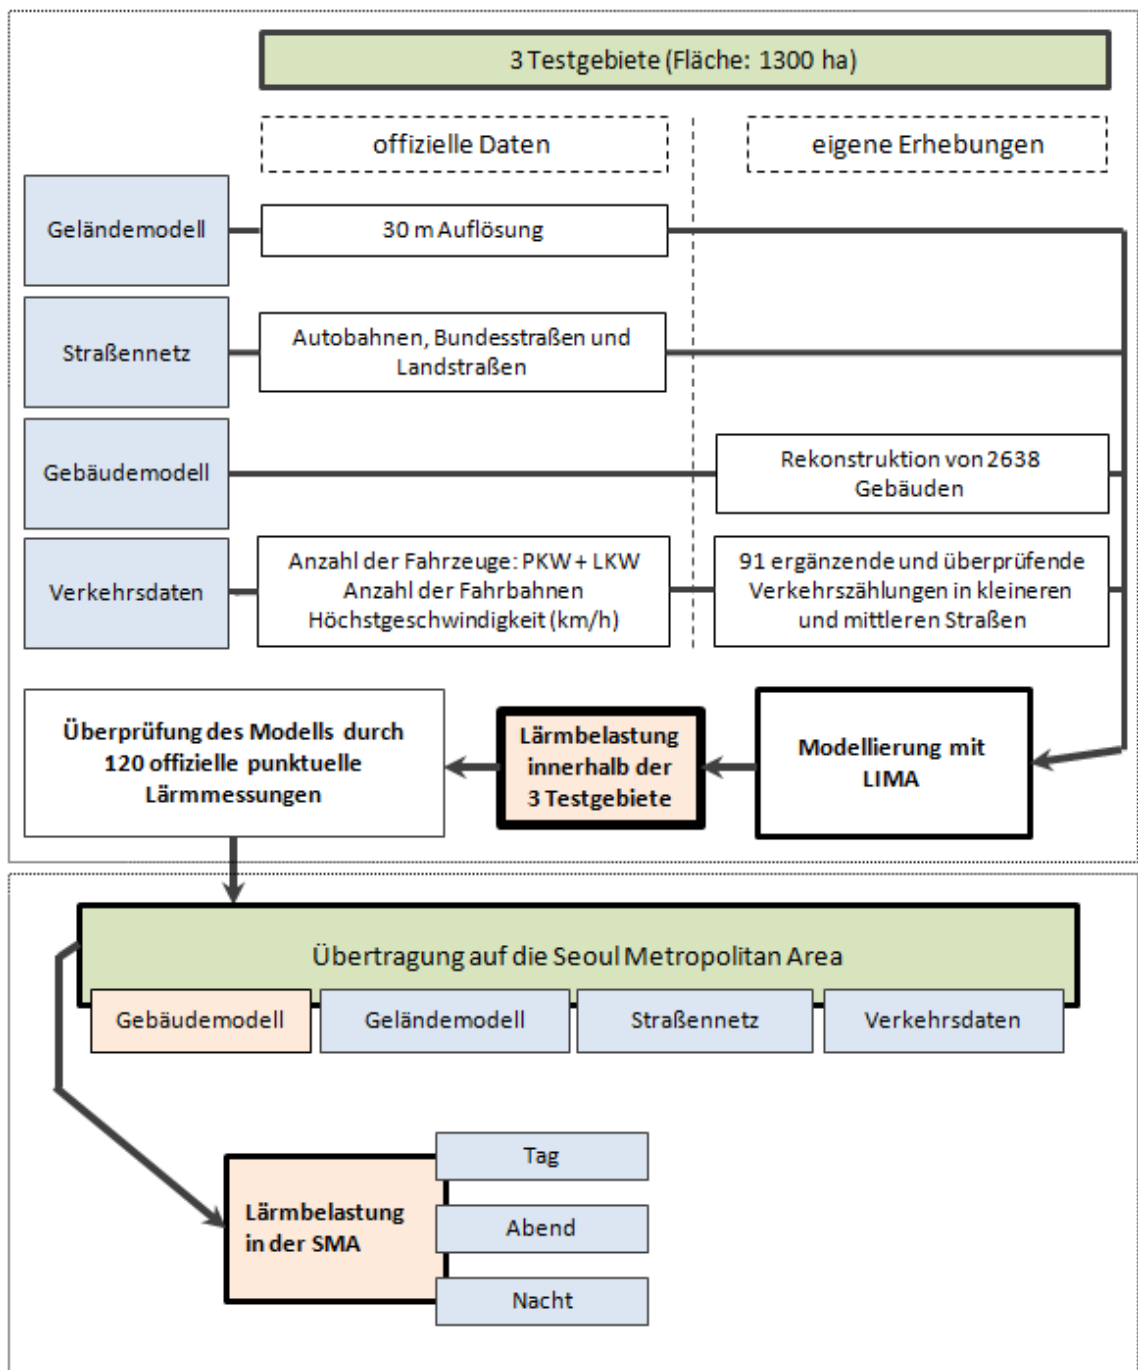 3 Testgebiete (Fläche: 1300 ha)
offizielle Daten
eigene Erhebungen
Geländemodell
30 m Auflösung
Straßennetz
Autobahnen, Bundesstraßen und
Landstraßen
Gebäudemodell
Rekonstruktion von 2638
Gebäuden
Verkehrsdaten
Anzahl der Fahrzeuge: PKW + LKW
Anzahl der Fahrbahnen
Höchstgeschwindigkeit (km/h)
91 ergänzende und überprüfende
Verkehrszählungen in kleineren
und mittleren Straßen
Überprüfung des Modells durch
120 offizielle punktuelle
Lärmmessungen
Lärmbelastung
innerhalb der
3 Testgebiete
Modellierung mit
LIMA
Übertragung auf die Seoul Metropolitan Area
Gebäudemodell
Geländemodell
Straßennetz
Verkehrsdaten
Lärmbelastung
in der SMA
Tag
Abend
Nacht